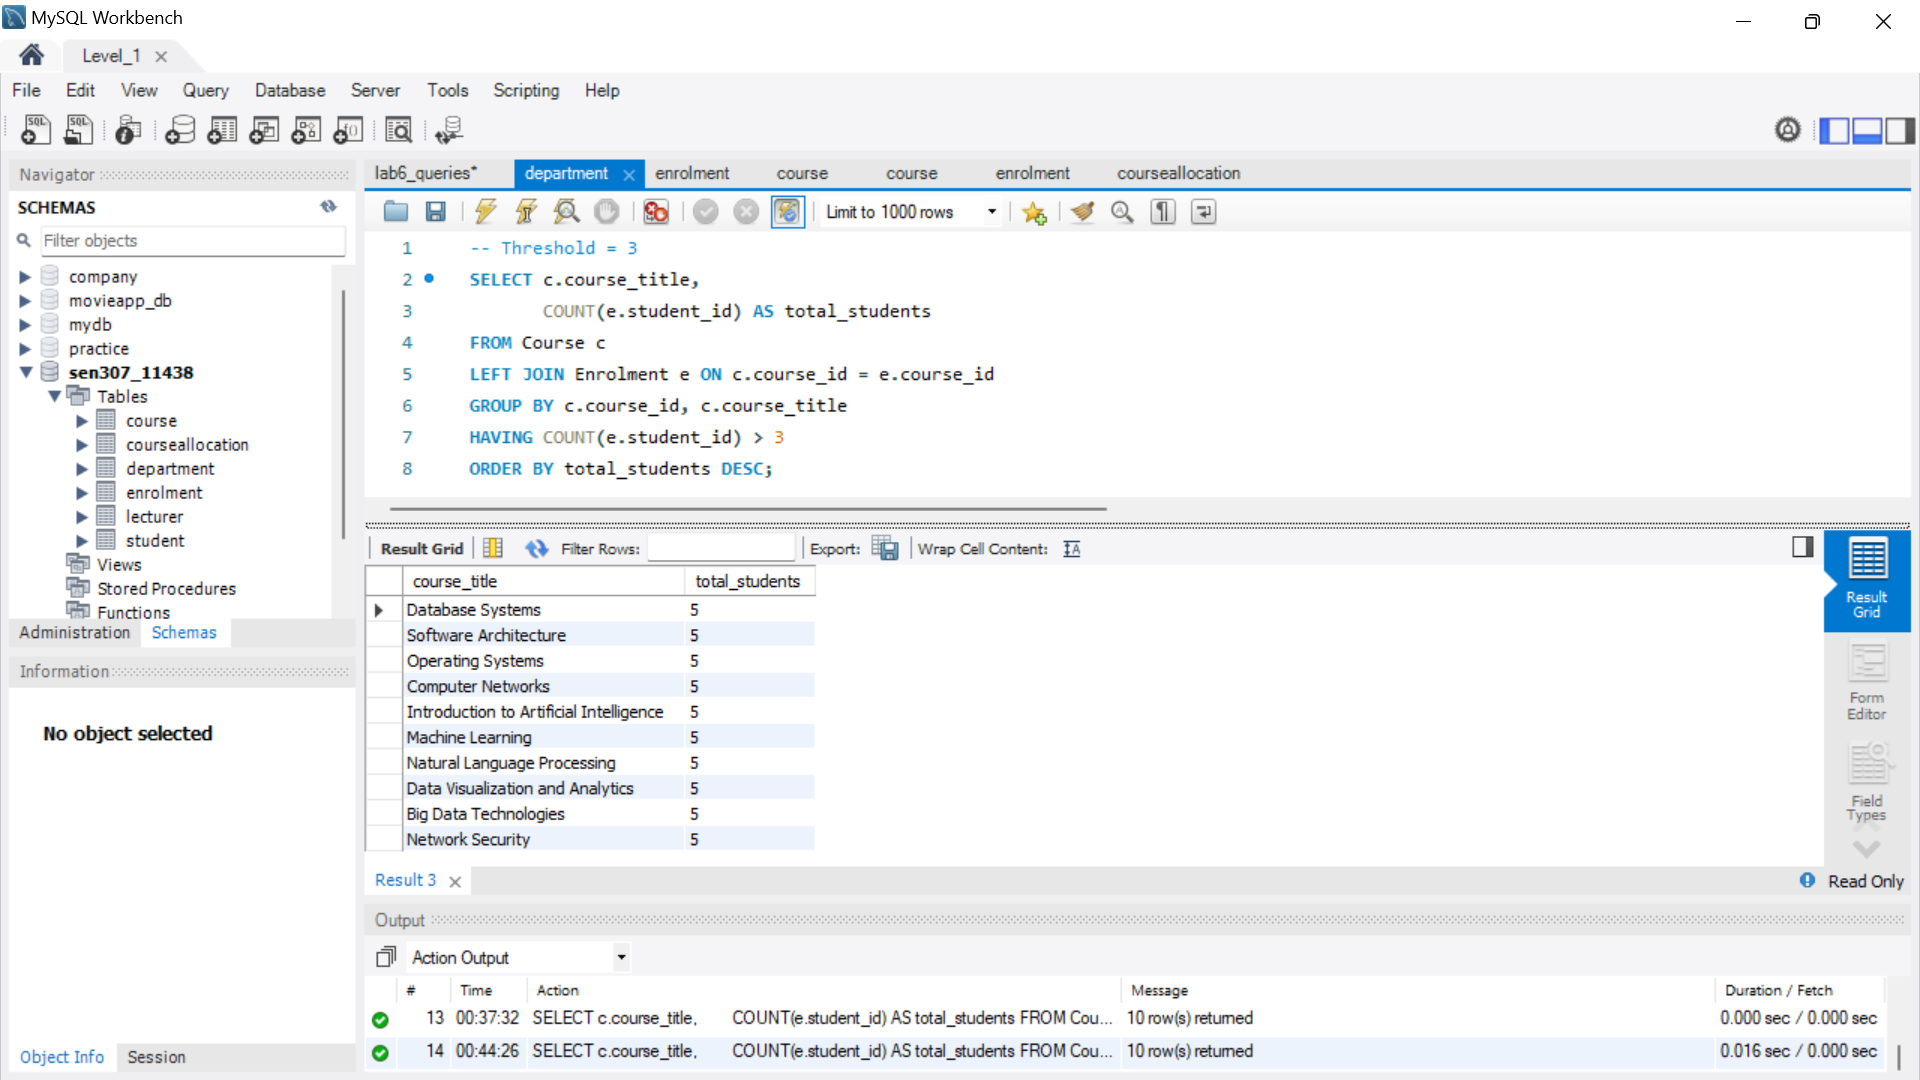 MySQL Workbench
Level_1
File Edit View Query Database Server Tools Scripting Help
Navigator
SCHEMAS
Filter objects
company
movieapp_db
mydb
practice
sen307_11438
Tables
course
courseallocation
department
enrolment
lecturer
student
Views
Stored Procedures
Functions
Administration Schemas
Information
No object selected
Object Info Session
lab6_queries* department enrolment course course enrolment courseallocation
Limit to 1000 rows
1 -- Threshold = 3
2 SELECT c.course_title,
3 COUNT(e.student_id) AS total_students
4 FROM Course c
5 LEFT JOIN Enrolment e ON c.course_id = e.course_id
6 GROUP BY c.course_id, c.course_title
7 HAVING COUNT(e.student_id) > 3
8 ORDER BY total_students DESC;
Result Grid Filter Rows: Export: Wrap Cell Content:
course_title total_students
Database Systems 5
Software Architecture 5
Operating Systems 5
Computer Networks 5
Introduction to Artificial Intelligence 5
Machine Learning 5
Natural Language Processing 5
Data Visualization and Analytics 5
Big Data Technologies 5
Network Security 5
Result
Grid
Form
Editor
Field
Types
Result 3
Read Only
Output
Action Output
# Time Action Message Duration / Fetch
13 00:37:32 SELECT c.course_title, COUNT(e.student_id) AS total_students FROM Cou... 10 row(s) returned 0.000 sec / 0.000 sec
14 00:44:26 SELECT c.course_title, COUNT(e.student_id) AS total_students FROM Cou... 10 row(s) returned 0.016 sec / 0.000 sec